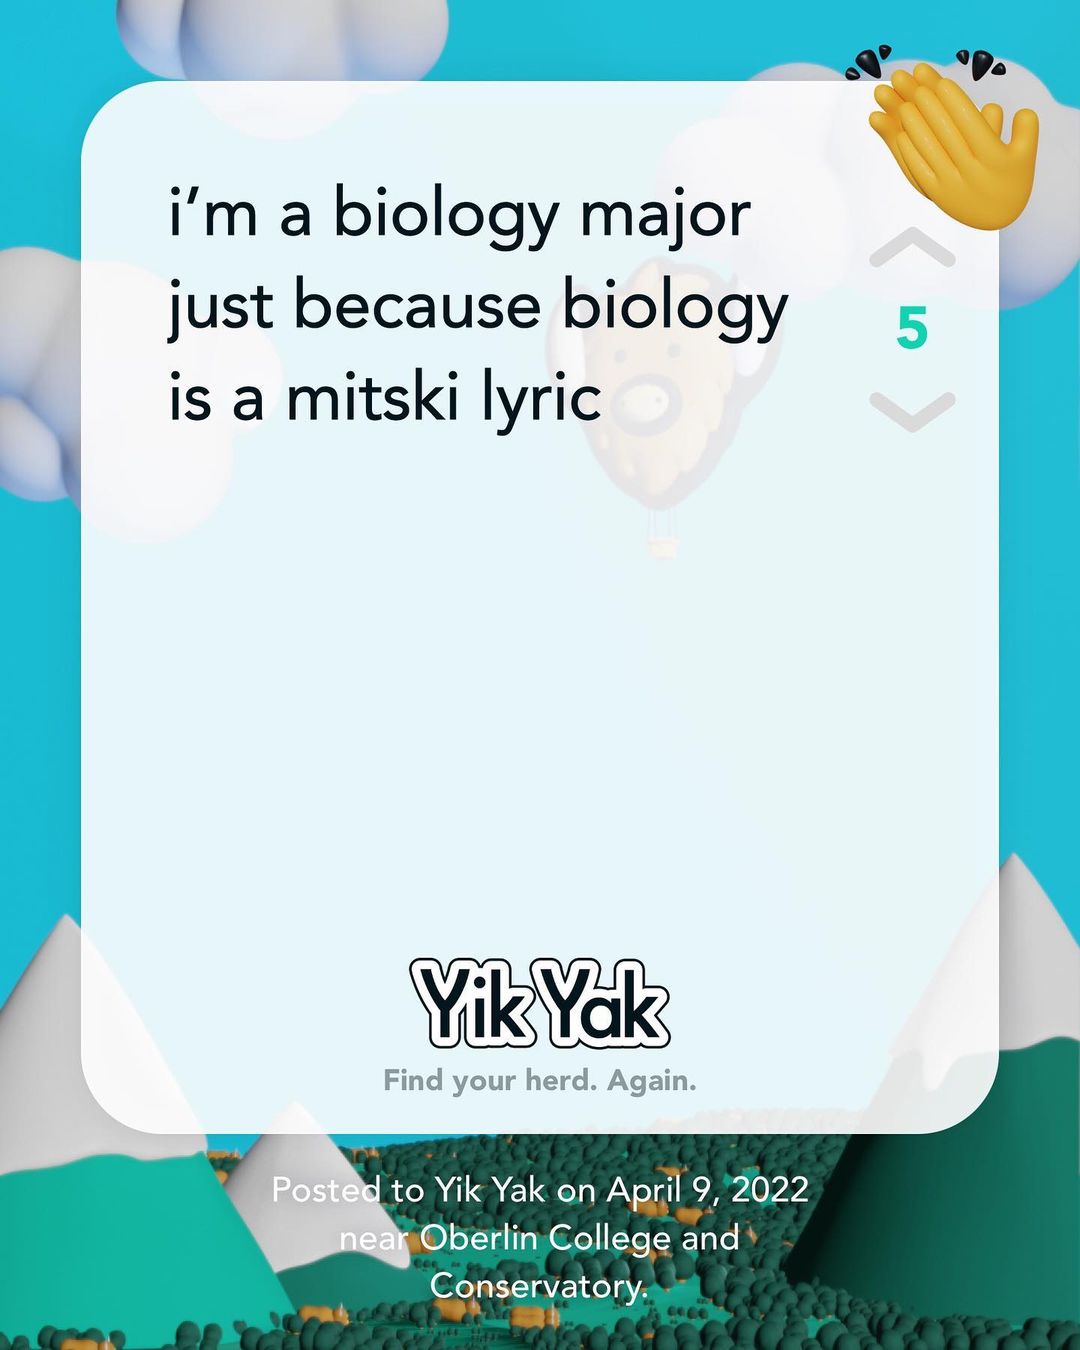 i’m a biology major
just because biology
is a mitski lyric
5
Yik Yak
Find your herd. Again.
Posted to Yik Yak on April 9, 2022
near Oberlin College and
Conservatory.